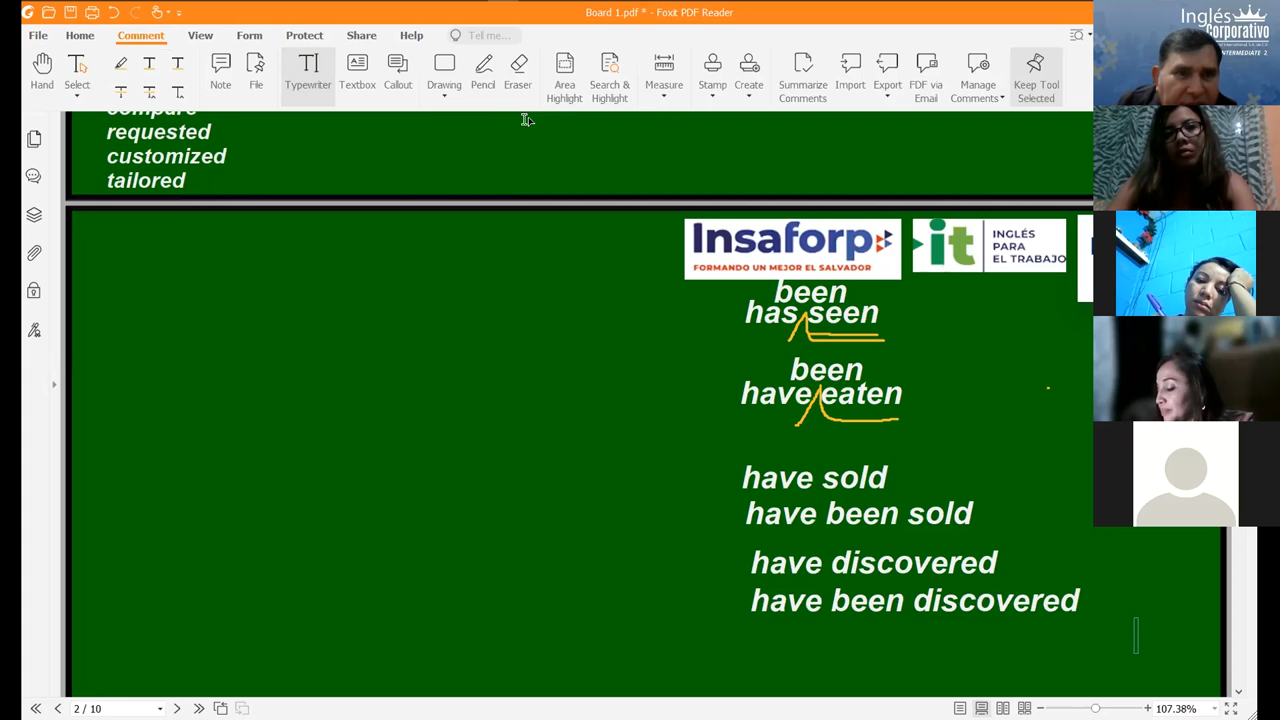 Board 1.pdf * - Foxit PDF Reader
File Home Comment View Form Protect Share Help Tell me...
Hand Select Note File Typewriter Textbox Callout Drawing Pencil Eraser Area Highlight Search & Highlight Measure Stamp Create Summarize Comments Import Export PDF via Email Manage Comments Keep Tool Selected
compare
requested
customized
tailored
Inglés
Corporativo
INTERMEDIATE 2
Insaforp
FORMANDO UN MEJOR EL SALVADOR
it
INGLÉS
PARA
EL TRABAJO
been
has seen
been
have eaten
have sold
have been sold
have discovered
have been discovered
2 / 10
107.38%